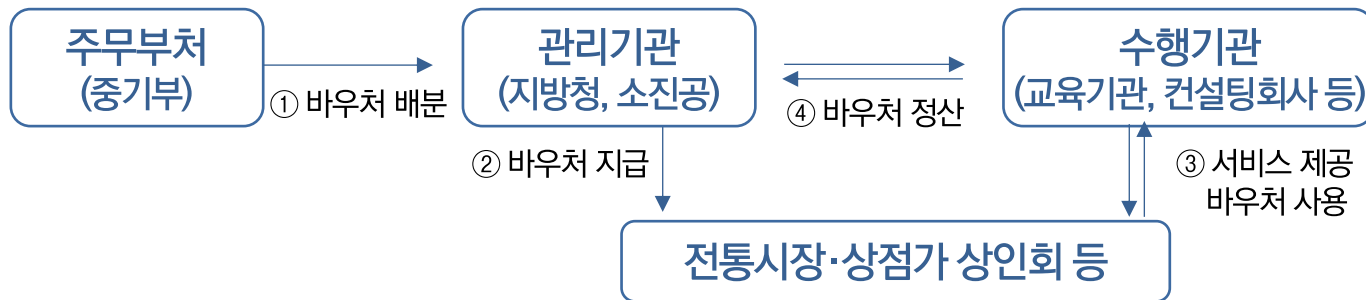 주무부처
(중기부)
① 바우처 배분
관리기관
(지방청, 소진공)
④ 바우처 정산
수행기관
(교육기관, 컨설팅회사 등)
② 바우처 지급
③ 서비스 제공
바우처 사용
전통시장·상점가 상인회 등